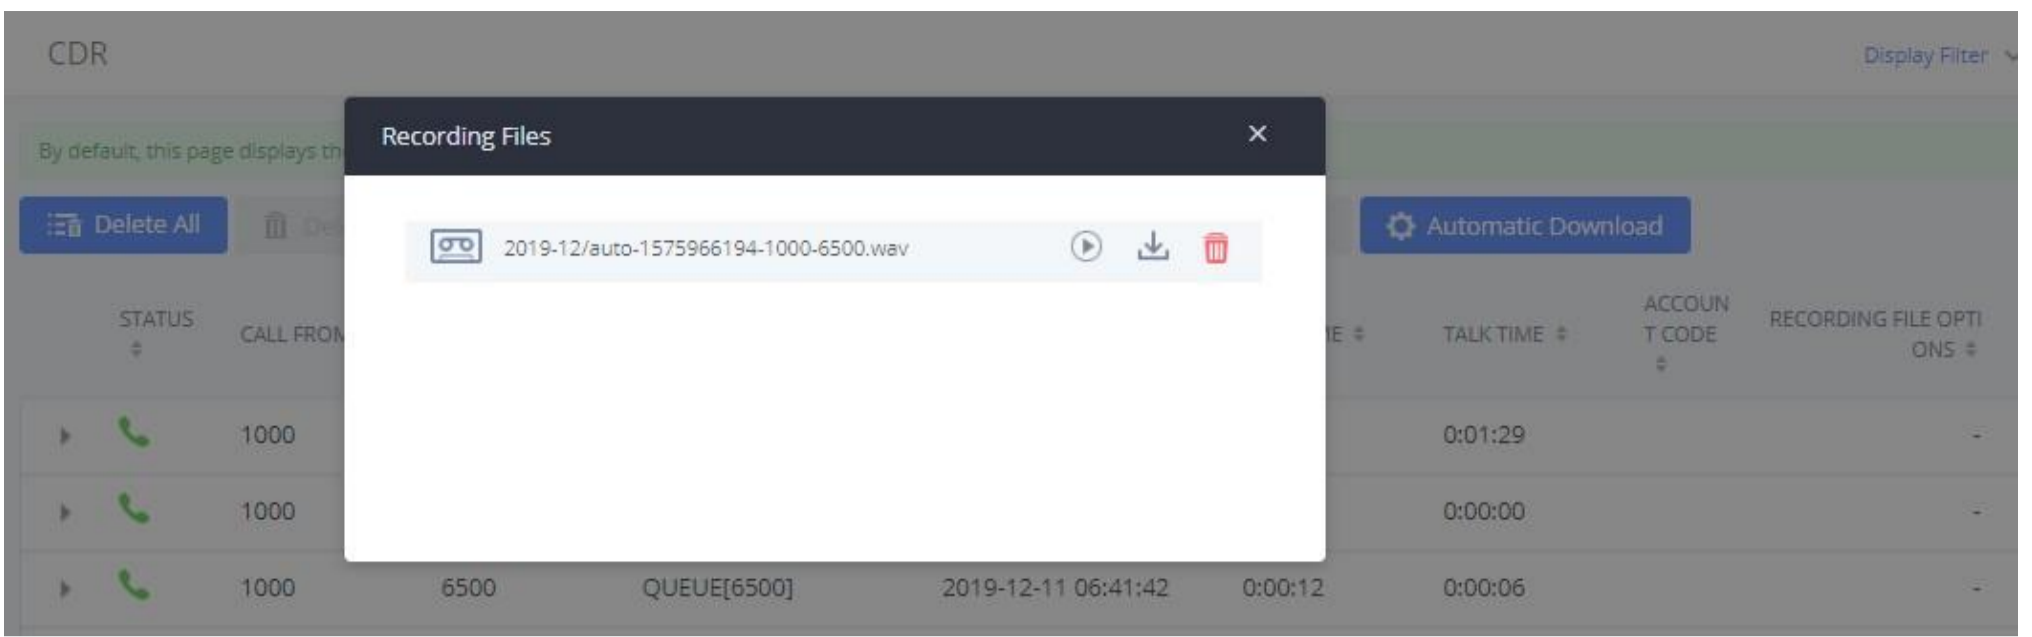 CDR
Display Filter
Recording Files
By default, this page displays
Delete All
2019-12/auto-1575966194-1000-6500.wav
Automatic Download
STATUS
CALL FROM
TALK TIME
ACCOUN
T CODE
RECORDING FILE OPTI
ONS
1000 0:01:29 -
1000 0:00:00 -
1000 6500 QUEUE[6500] 2019-12-11 06:41:42 0:00:12 0:00:06 -